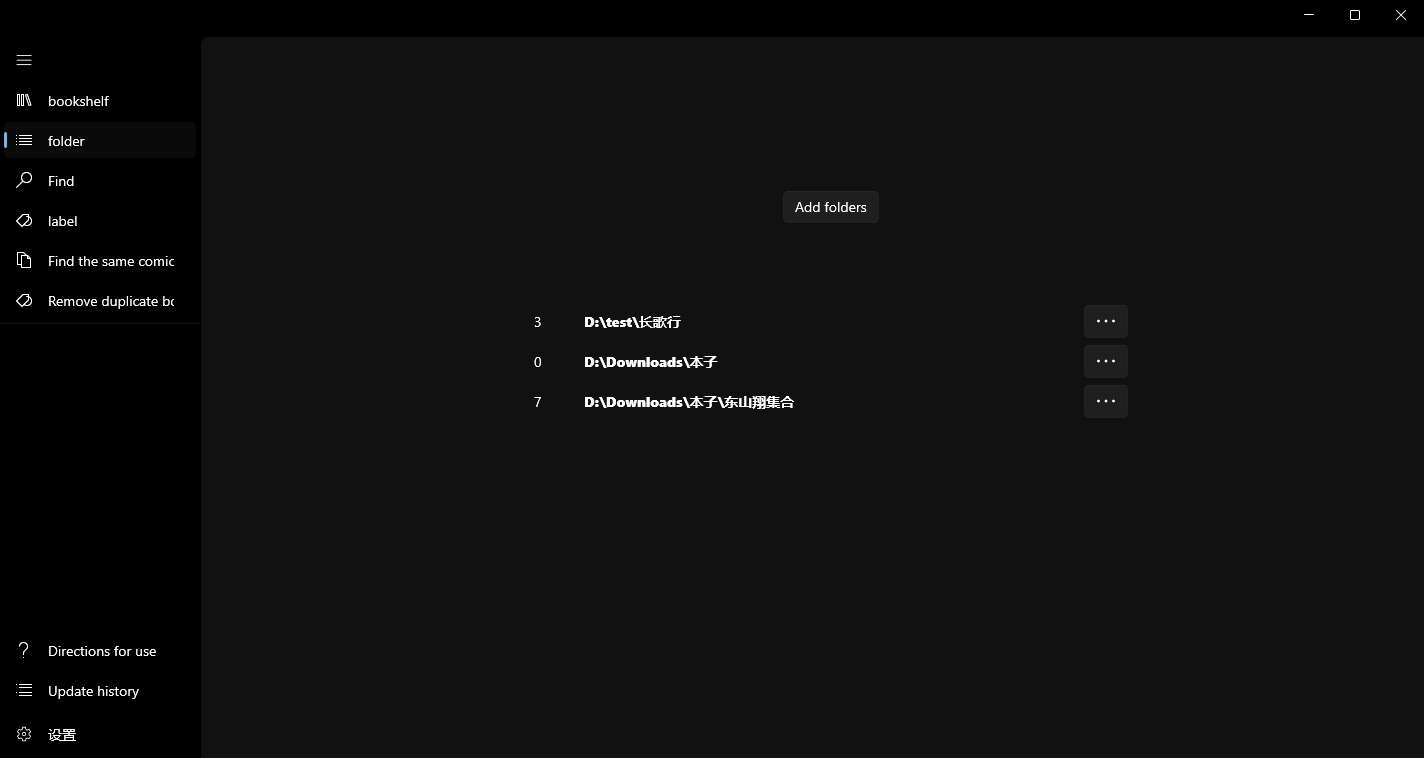 bookshelf
folder
Find
label
Find the same comic
Remove duplicate bo
Add folders
3 D:\test\长歌行 ...
0 D:\Downloads\本子 ...
7 D:\Downloads\本子\东山翔集合 ...
Directions for use
Update history
设置